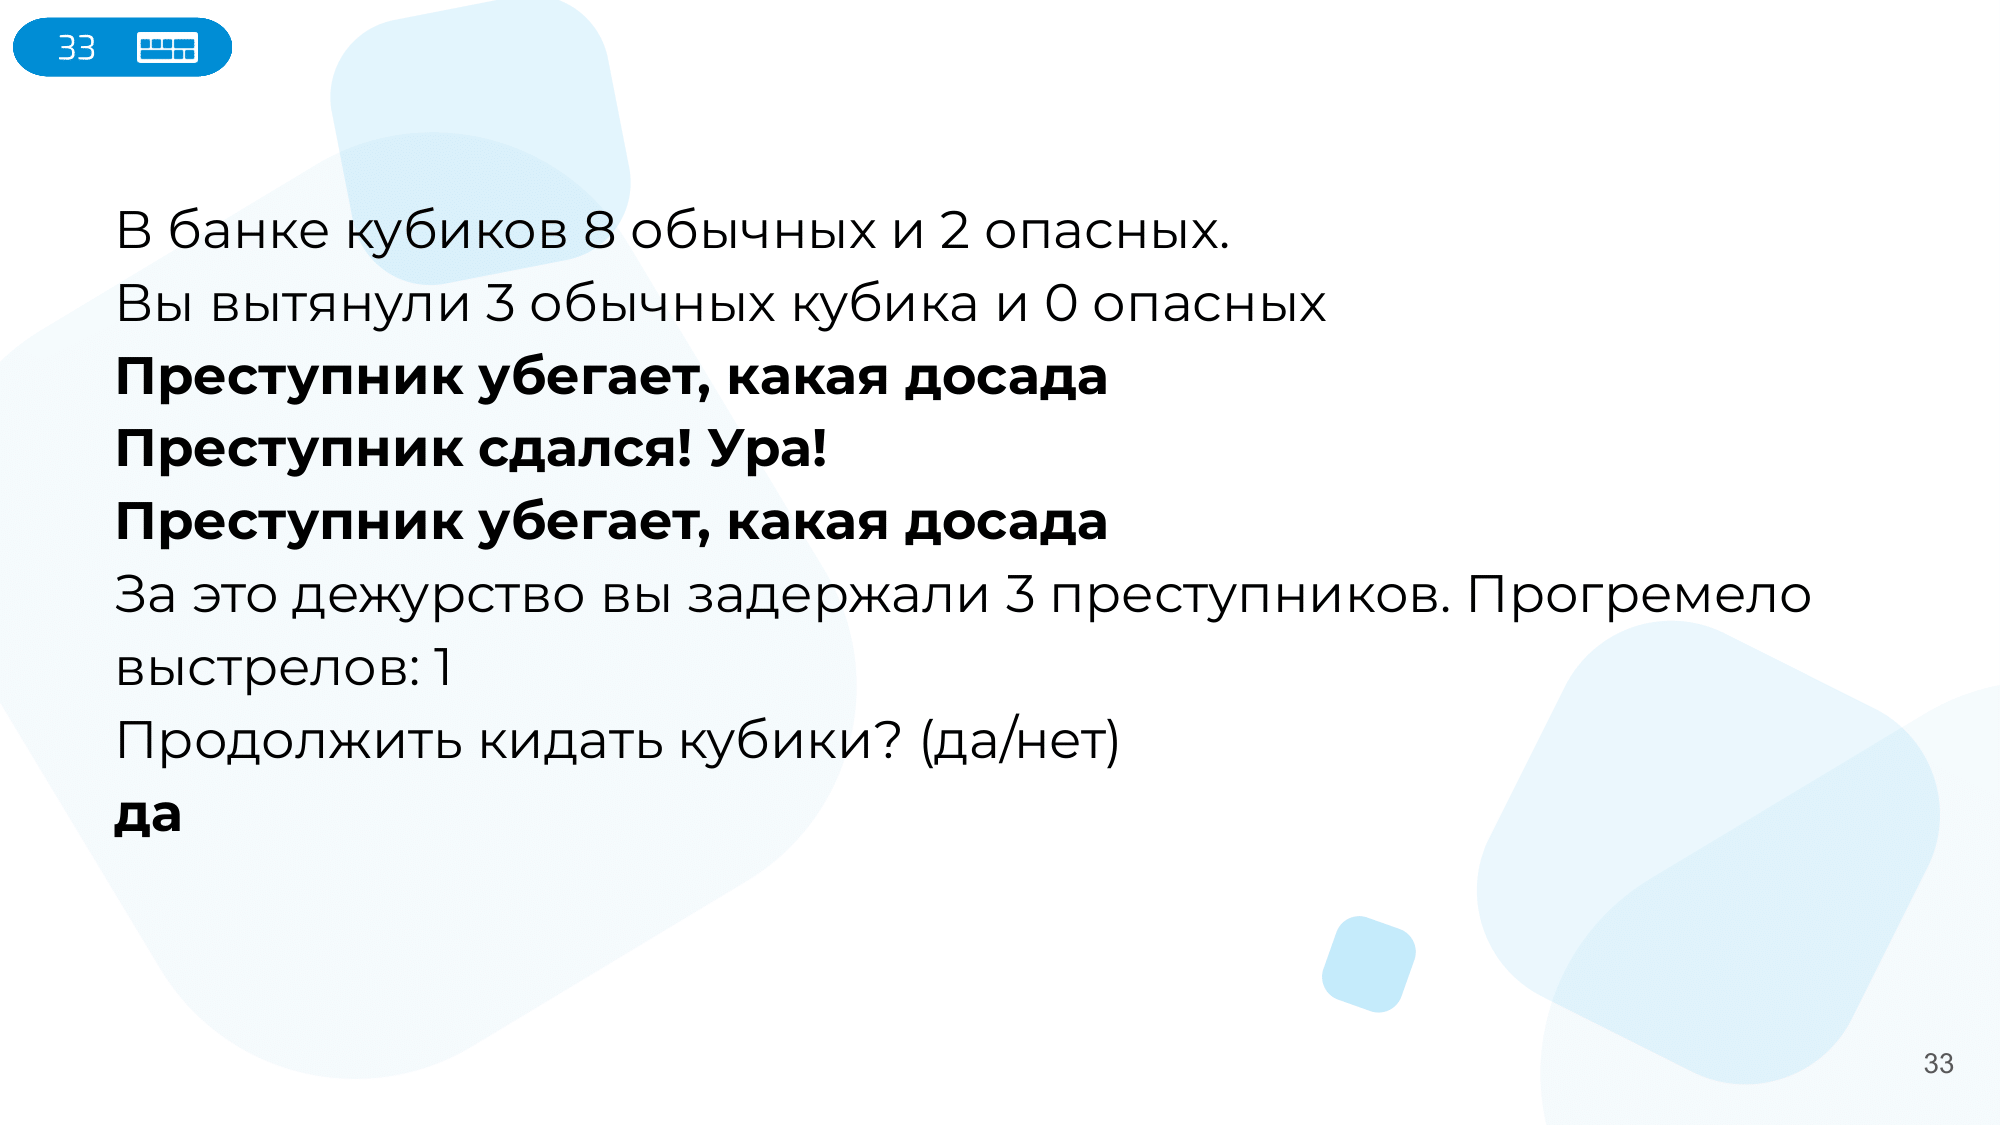 33
В банке кубиков 8 обычных и 2 опасных.
Вы вытянули 3 обычных кубика и 0 опасных
Преступник убегает, какая досада
Преступник сдался! Ура!
Преступник убегает, какая досада
За это дежурство вы задержали 3 преступников. Прогремело
выстрелов: 1
Продолжить кидать кубики? (да/нет)
да
33